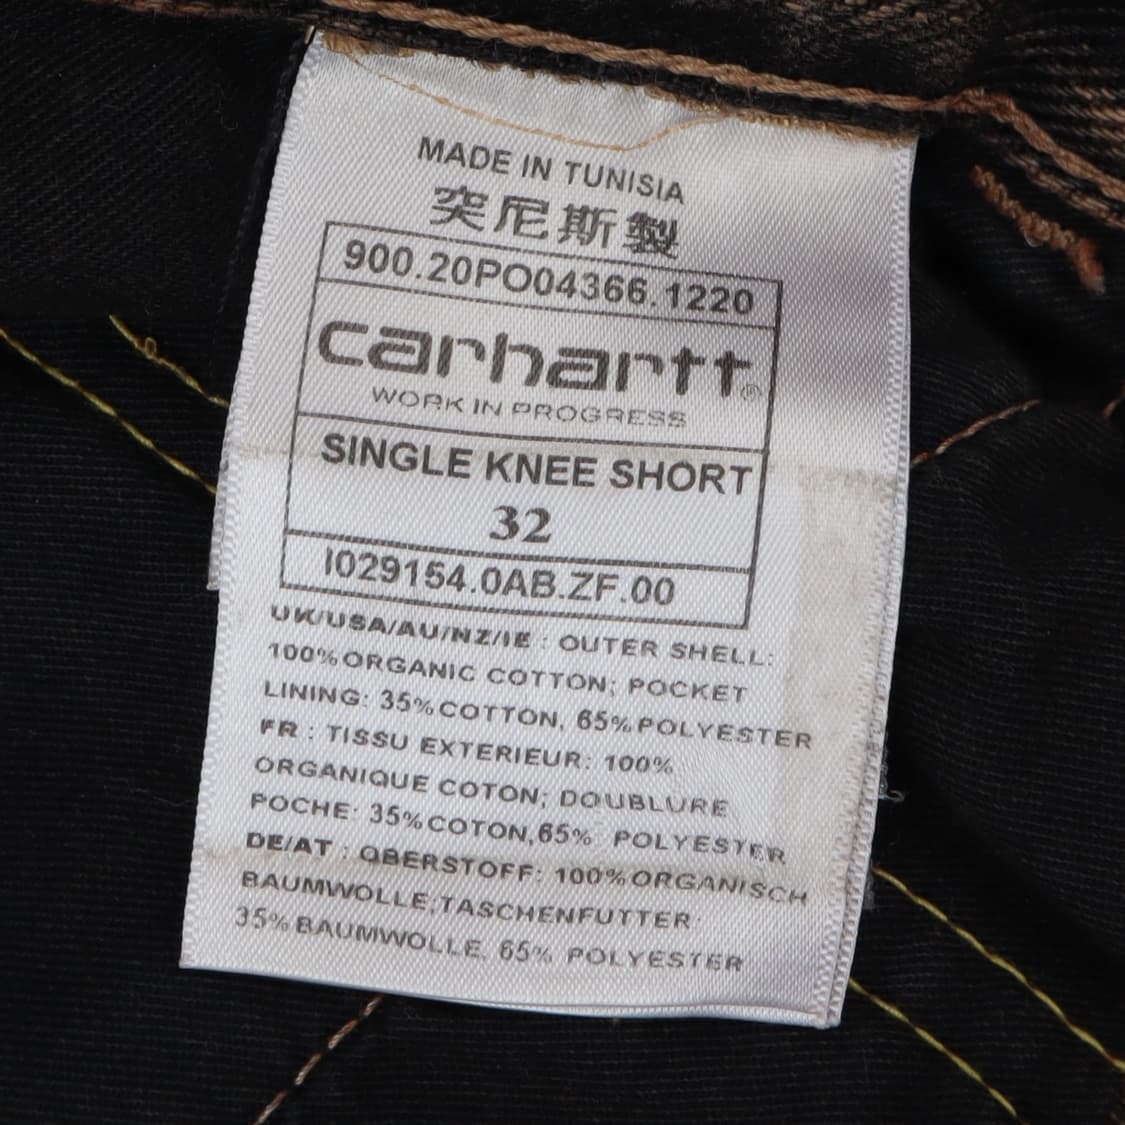 MADE IN TUNISIA
突尼斯製
900.20PO04366.1220
carhartt®
WORK IN PROGRESS
SINGLE KNEE SHORT
32
I029154.0AB.ZF.00
UK/USA/AU/NZ/IE : OUTER SHELL:
100%ORGANIC COTTON; POCKET
LINING: 35%COTTON, 65%POLYESTER
FR : TISSU EXTERIEUR: 100%
ORGANIQUE COTON; DOUBLURE
POCHE: 35%COTON,65% POLYESTER
DE/AT : OBERSTOFF: 100%ORGANISCH
BAUMWOLLE;TASCHENFUTTER
35%BAUMWOLLE, 65% POLYESTER